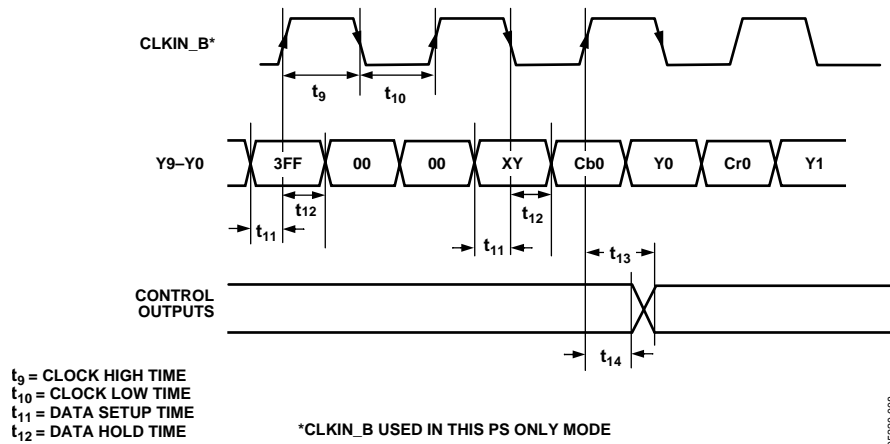 CLKIN_B*
t9
t10
Y9–Y0
3FF
00
00
XY
Cb0
Y0
Cr0
Y1
t12
t12
t11
t11
t13
CONTROL
OUTPUTS
t14
t9 = CLOCK HIGH TIME
t10 = CLOCK LOW TIME
t11 = DATA SETUP TIME
t12 = DATA HOLD TIME
*CLKIN_B USED IN THIS PS ONLY MODE